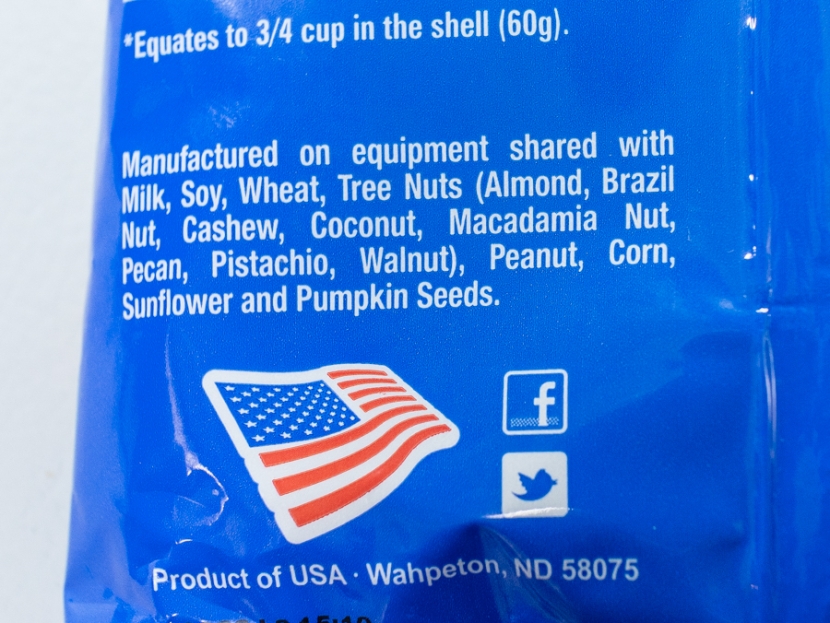 *Equates to 3/4 cup in the shell (60g).
Manufactured on equipment shared with
Milk, Soy, Wheat, Tree Nuts (Almond, Brazil
Nut, Cashew, Coconut, Macadamia Nut,
Pecan, Pistachio, Walnut), Peanut, Corn,
Sunflower and Pumpkin Seeds.
f
Product of USA · Wahpeton, ND 58075